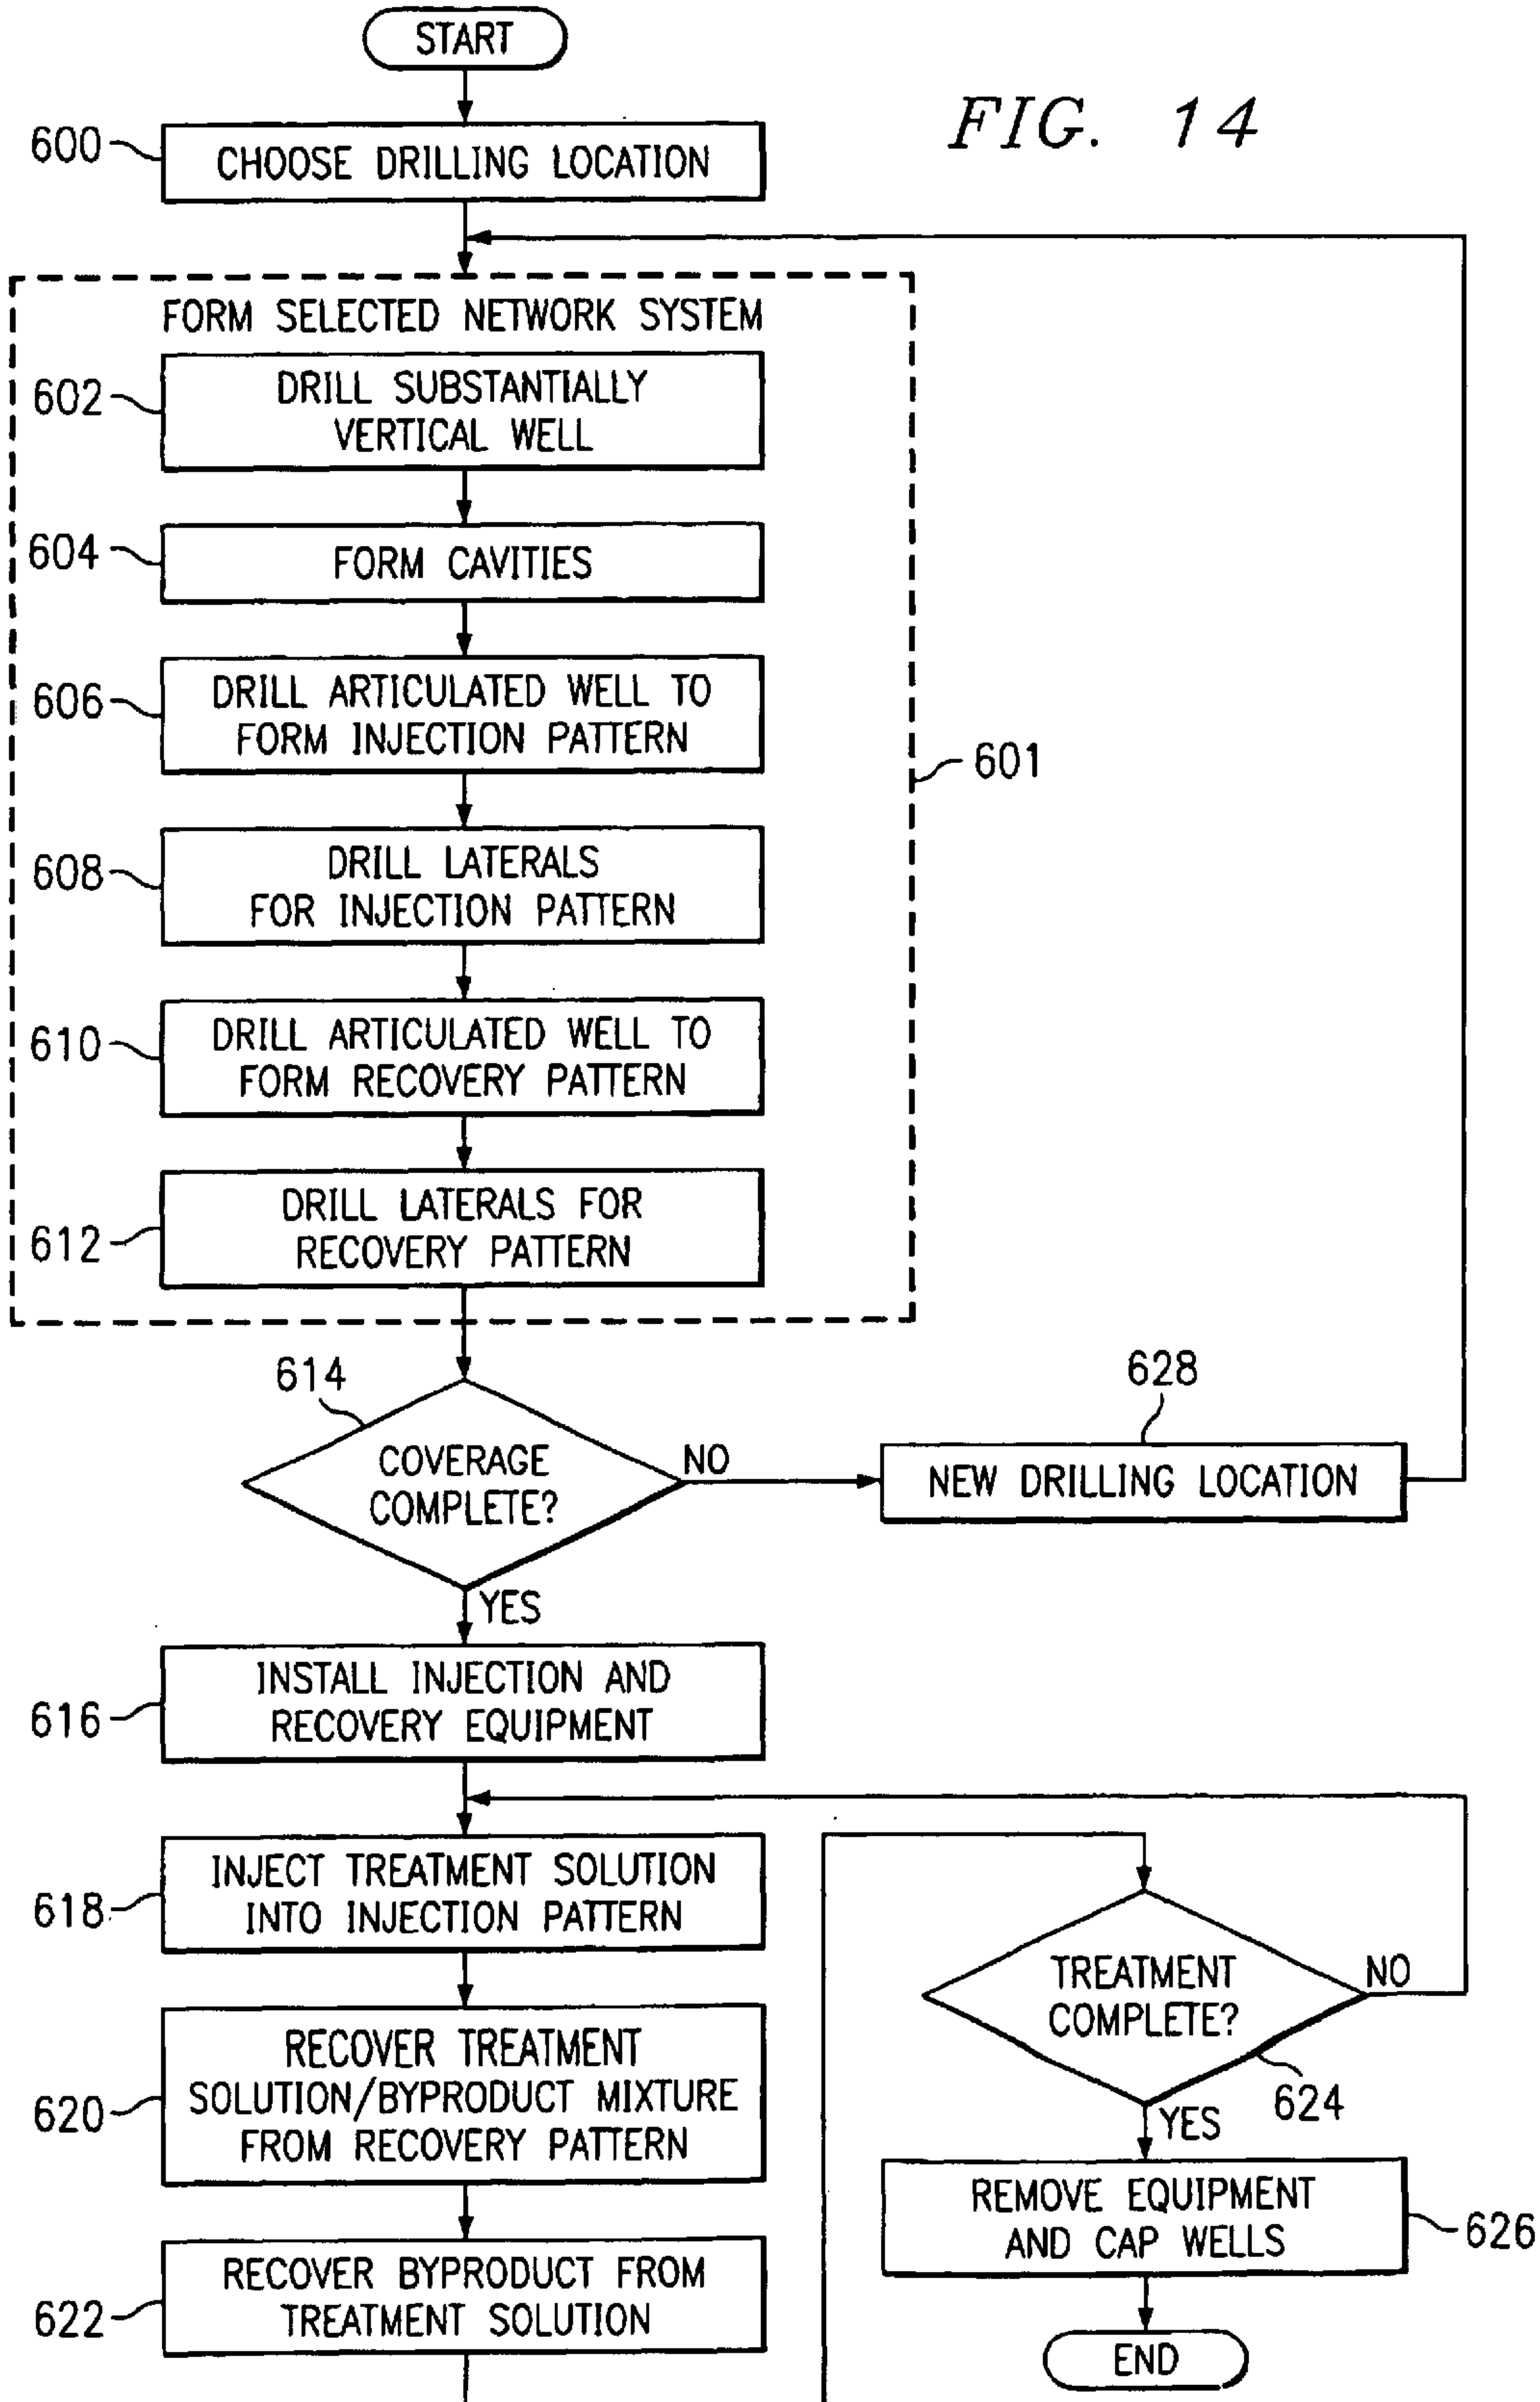 START
FIG. 14
600
CHOOSE DRILLING LOCATION
FORM SELECTED NETWORK SYSTEM
602
DRILL SUBSTANTIALLY
VERTICAL WELL
604
FORM CAVITIES
606
DRILL ARTICULATED WELL TO
FORM INJECTION PATTERN
601
608
DRILL LATERALS
FOR INJECTION PATTERN
610
DRILL ARTICULATED WELL TO
FORM RECOVERY PATTERN
612
DRILL LATERALS FOR
RECOVERY PATTERN
614
COVERAGE
COMPLETE?
NO
628
NEW DRILLING LOCATION
YES
616
INSTALL INJECTION AND
RECOVERY EQUIPMENT
618
INJECT TREATMENT SOLUTION
INTO INJECTION PATTERN
620
RECOVER TREATMENT
SOLUTION/BYPRODUCT MIXTURE
FROM RECOVERY PATTERN
622
RECOVER BYPRODUCT FROM
TREATMENT SOLUTION
TREATMENT
COMPLETE?
NO
624
YES
REMOVE EQUIPMENT
AND CAP WELLS
626
END